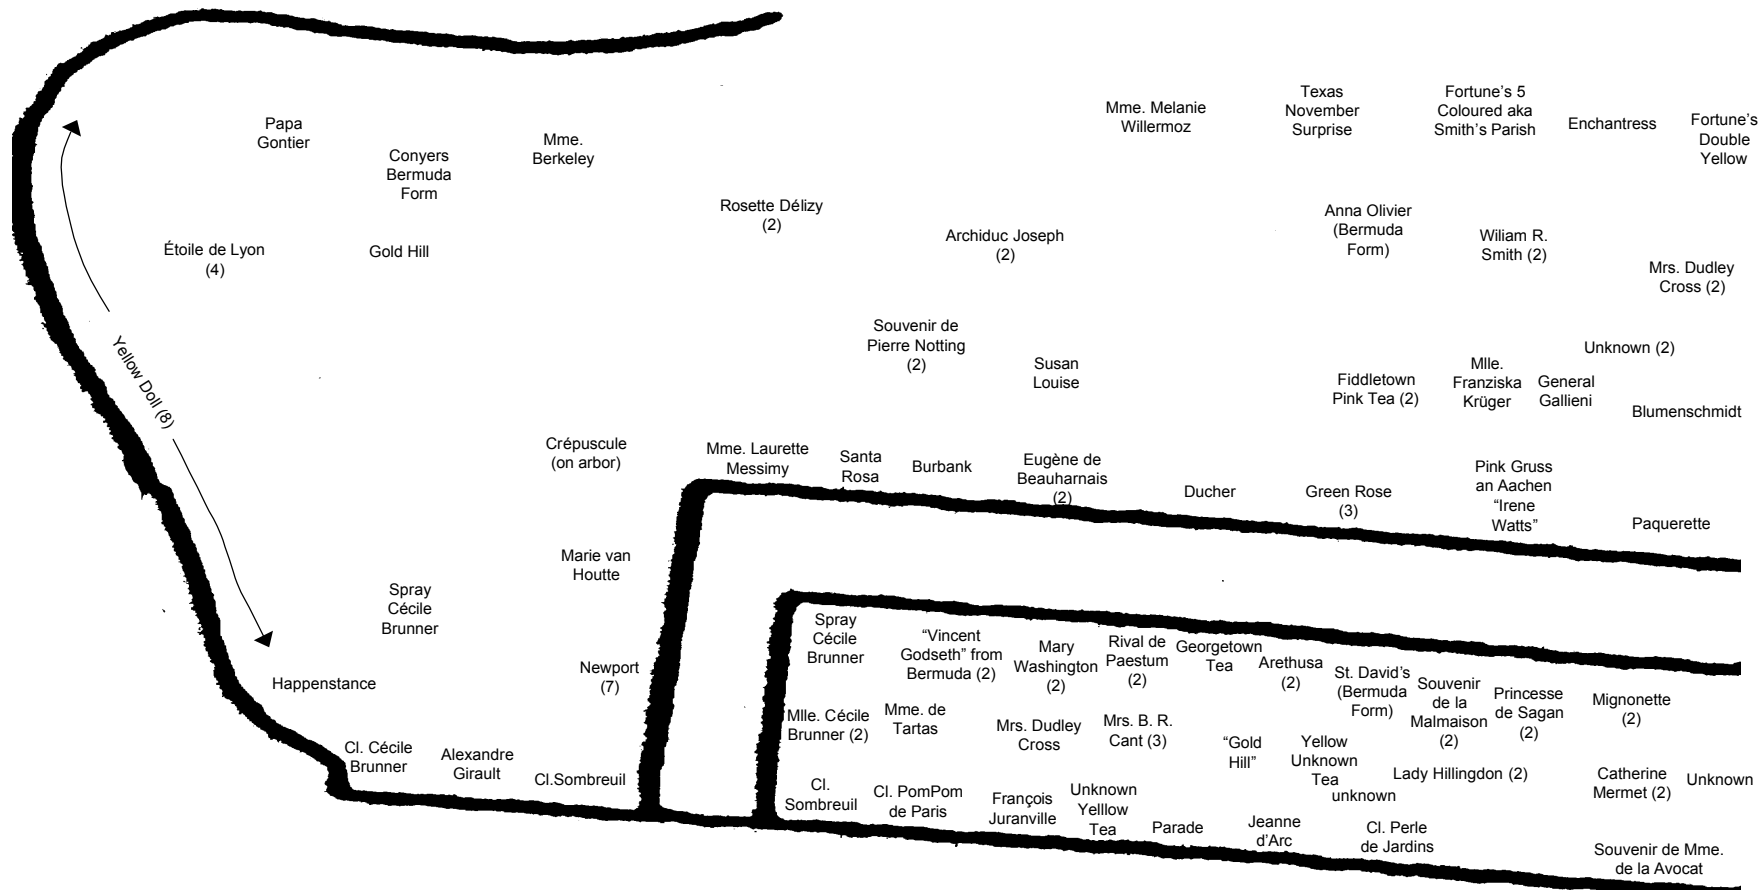 Papa
Gontier
Conyers
Bermuda
Form
Mme.
Berkeley
Mme. Melanie
Willermoz
Texas
November
Surprise
Fortune's 5
Coloured aka
Smith's Parish
Enchantress
Fortune's
Double
Yellow
Étoile de Lyon
(4)
Gold Hill
Rosette Délizy
(2)
Archiduc Joseph
(2)
Anna Olivier
(Bermuda
Form)
Wiliam R.
Smith (2)
Mrs. Dudley
Cross (2)
Yellow Doll (8)
Souvenir de
Pierre Notting
(2)
Susan
Louise
Fiddletown
Pink Tea (2)
Mlle.
Franziska
Krüger
General
Gallieni
Unknown (2)
Blumenschmidt
Crépuscule
(on arbor)
Mme. Laurette
Messimy
Santa
Rosa
Burbank
Eugène de
Beauharnais
(2)
Ducher
Green Rose
(3)
Pink Gruss
an Aachen
“Irene
Watts”
Paquerette
Marie van
Houtte
Spray
Cécile
Brunner
Newport
(7)
Happenstance
Cl. Cécile
Brunner
Alexandre
Girault
Cl.Sombreuil
Spray
Cécile
Brunner
“Vincent
Godseth” from
Bermuda (2)
Mary
Washington
(2)
Rival de
Paestum
(2)
Georgetown
Tea
Arethusa
(2)
St. David's
(Bermuda
Form)
Souvenir
de la
Malmaison
(2)
Princesse
de Sagan
(2)
Mignonette
(2)
Mlle. Cécile
Brunner (2)
Mme. de
Tartas
Mrs. Dudley
Cross
Mrs. B. R.
Cant (3)
“Gold
Hill”
Yellow
Unknown
Tea
unknown
Lady Hillingdon (2)
Catherine
Mermet (2)
Unknown
Cl.
Sombreuil
Cl. PomPom
de Paris
François
Juranville
Unknown
Yelllow
Tea
Parade
Jeanne
d'Arc
Cl. Perle
de Jardins
Souvenir de Mme.
de la Avocat